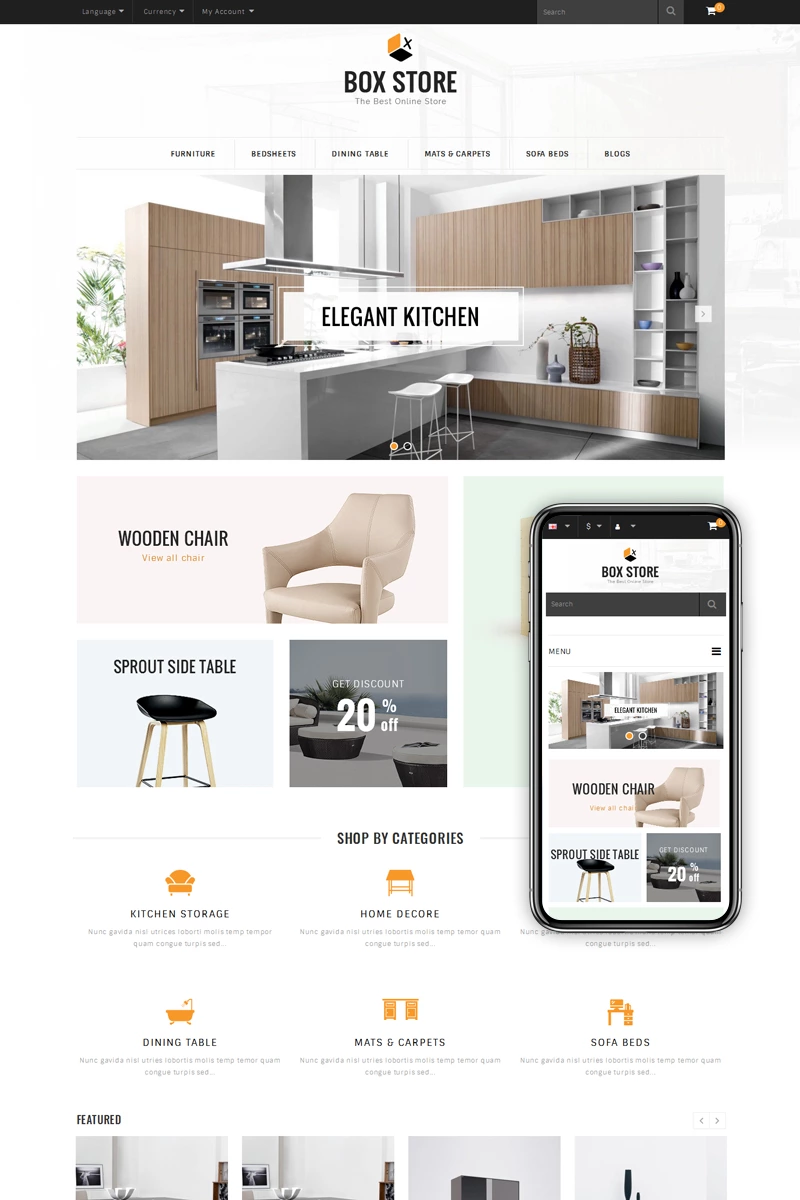 Language
Currency
My Account
Search
0
BOX STORE
The Best Online Store
FURNITURE
BEDSHEETS
DINING TABLE
MATS & CARPETS
SOFA BEDS
BLOGS
ELEGANT KITCHEN
WOODEN CHAIR
View all chair
SPROUT SIDE TABLE
GET DISCOUNT
20 % off
$
0
BOX STORE
The Best Online Store
Search
MENU
ELEGANT KITCHEN
WOODEN CHAIR
View all chair
SPROUT SIDE TABLE
GET DISCOUNT
20 % off
SHOP BY CATEGORIES
KITCHEN STORAGE
Nunc gavida nisl utrices loborti molis temp tempor
quam congue turpis sed...
HOME DECORE
Nunc gavida nisl utries lobortis molis temp temor quam
congue turpis sed...
congue turpis sed...
DINING TABLE
Nunc gavida nisl utries lobortis molis temp temor quam
congue turpis sed...
MATS & CARPETS
Nunc gavida nisl utries lobortis molis temp temor quam
congue turpis sed...
SOFA BEDS
Nunc gavida nisl utries lobortis molis temp temor quam
congue turpis sed...
FEATURED